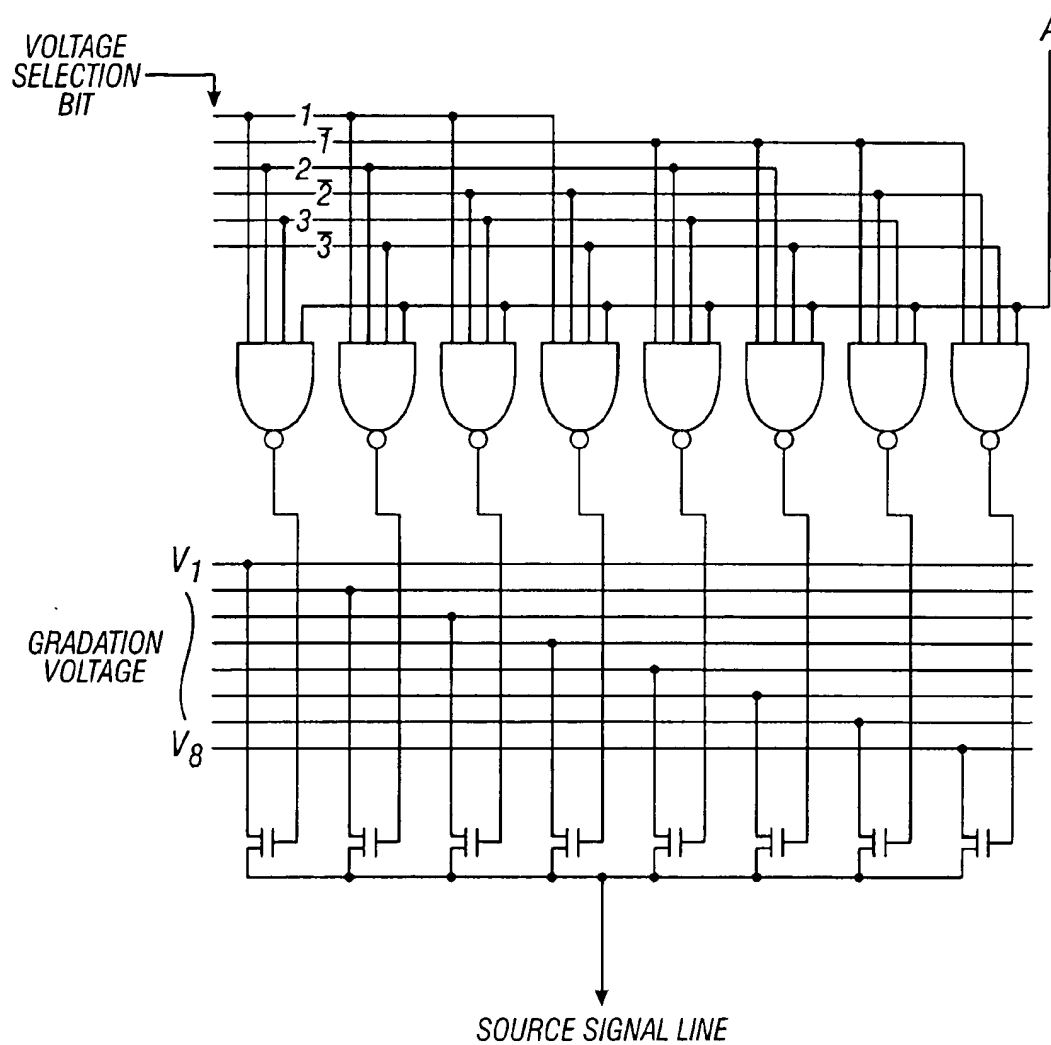 VOLTAGE
SELECTION
BIT
A
1
1̅
2
2̅
3
3̅
V1
GRADATION
VOLTAGE
V8
SOURCE SIGNAL LINE